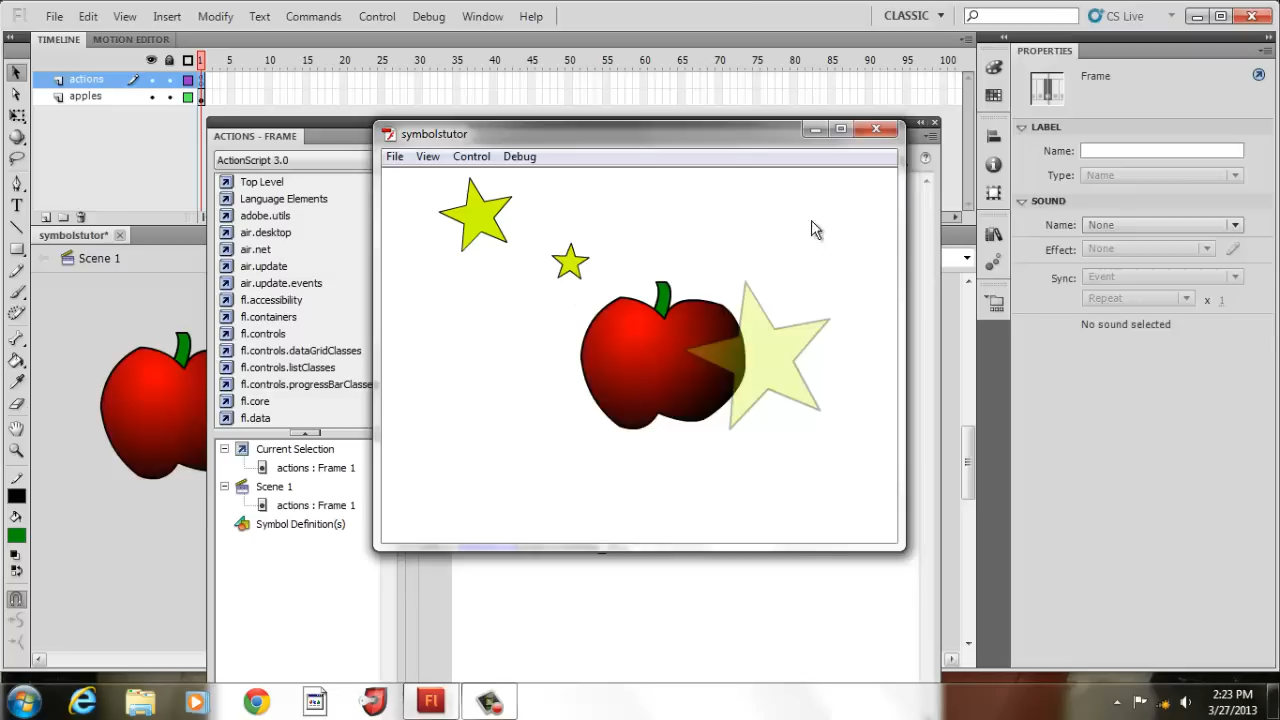 Fl File Edit View Insert Modify Text Commands Control Debug Window Help CLASSIC CS Live
TIMELINE MOTION EDITOR
1 5 10 15 20 25 30 35 40 45 50 55 60 65 70 75 80 85 90 95 100
actions
apples
symbolstutor*
Scene 1
ACTIONS - FRAME
ActionScript 3.0
Top Level
Language Elements
adobe.utils
air.desktop
air.net
air.update
air.update.events
fl.accessibility
fl.containers
fl.controls
fl.controls.dataGridClasses
fl.controls.listClasses
fl.controls.progressBarClasse
fl.core
fl.data
Current Selection
actions : Frame 1
Scene 1
actions : Frame 1
Symbol Definition(s)
symbolstutor
File View Control Debug
PROPERTIES
Frame
LABEL
Name:
Type: Name
SOUND
Name: None
Effect: None
Sync: Event
Repeat x 1
No sound selected
Fl
2:23 PM
3/27/2013